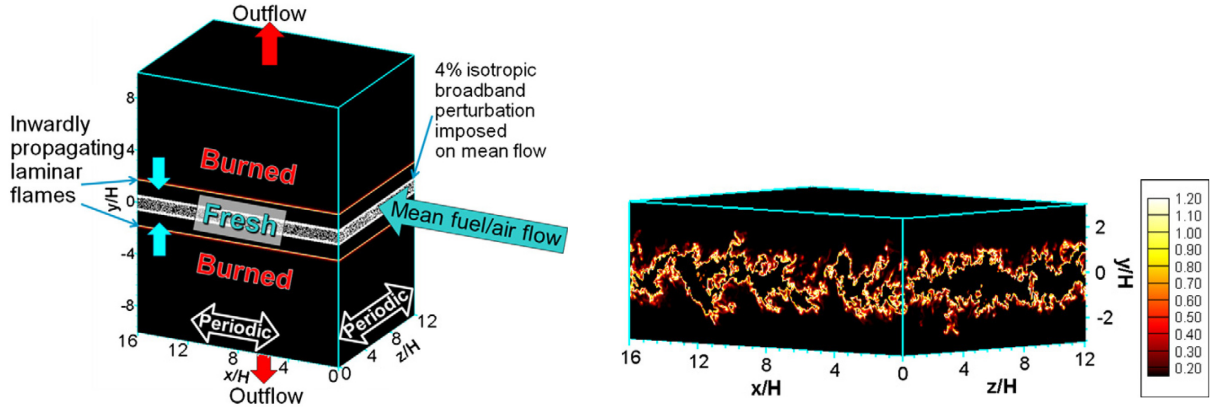 Outflow
4% isotropic
broadband
perturbation
imposed
on mean flow
Inwardly
propagating
laminar
flames
Burned
Fresh
Mean fuel/air flow
Burned
y/H
8
4
0
-4
-8
Periodic
Periodic
16
12
8
4
0
x/H
0
4
8
12
z/H
Outflow
y/H
2
0
-2
16
12
8
4
0
x/H
4
8
12
z/H
1.20
1.10
1.00
0.90
0.80
0.70
0.60
0.50
0.40
0.30
0.20